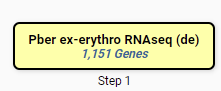 Pber ex-erythro RNAseq (de)
1,151 Genes
Step 1